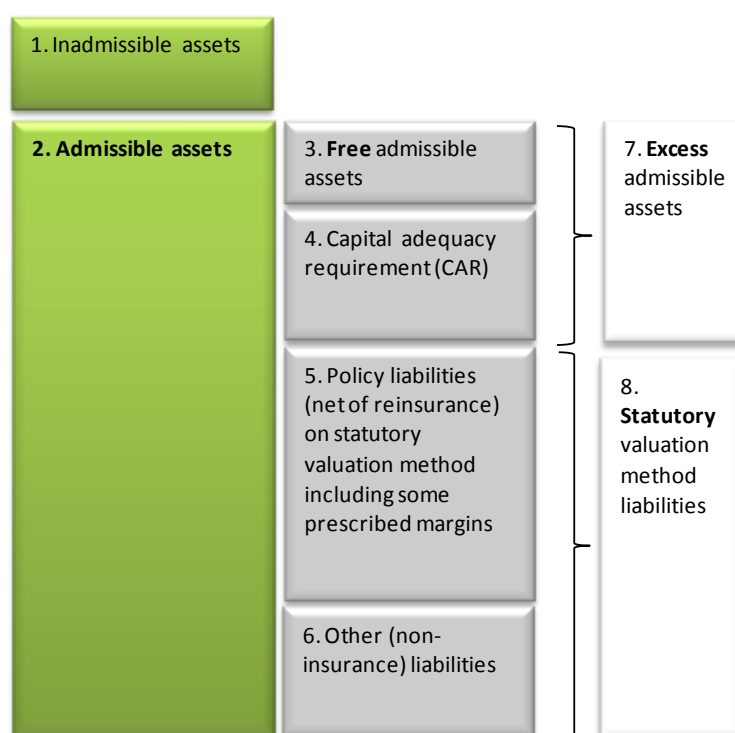 1. Inadmissible assets
2. Admissible assets
3. Free admissible
assets
4. Capital adequacy
requirement (CAR)
5. Policy liabilities
(net of reinsurance)
on statutory
valuation method
including some
prescribed margins
6. Other (non-
insurance) liabilities
7. Excess
admissible
assets
8.
Statutory
valuation
method
liabilities